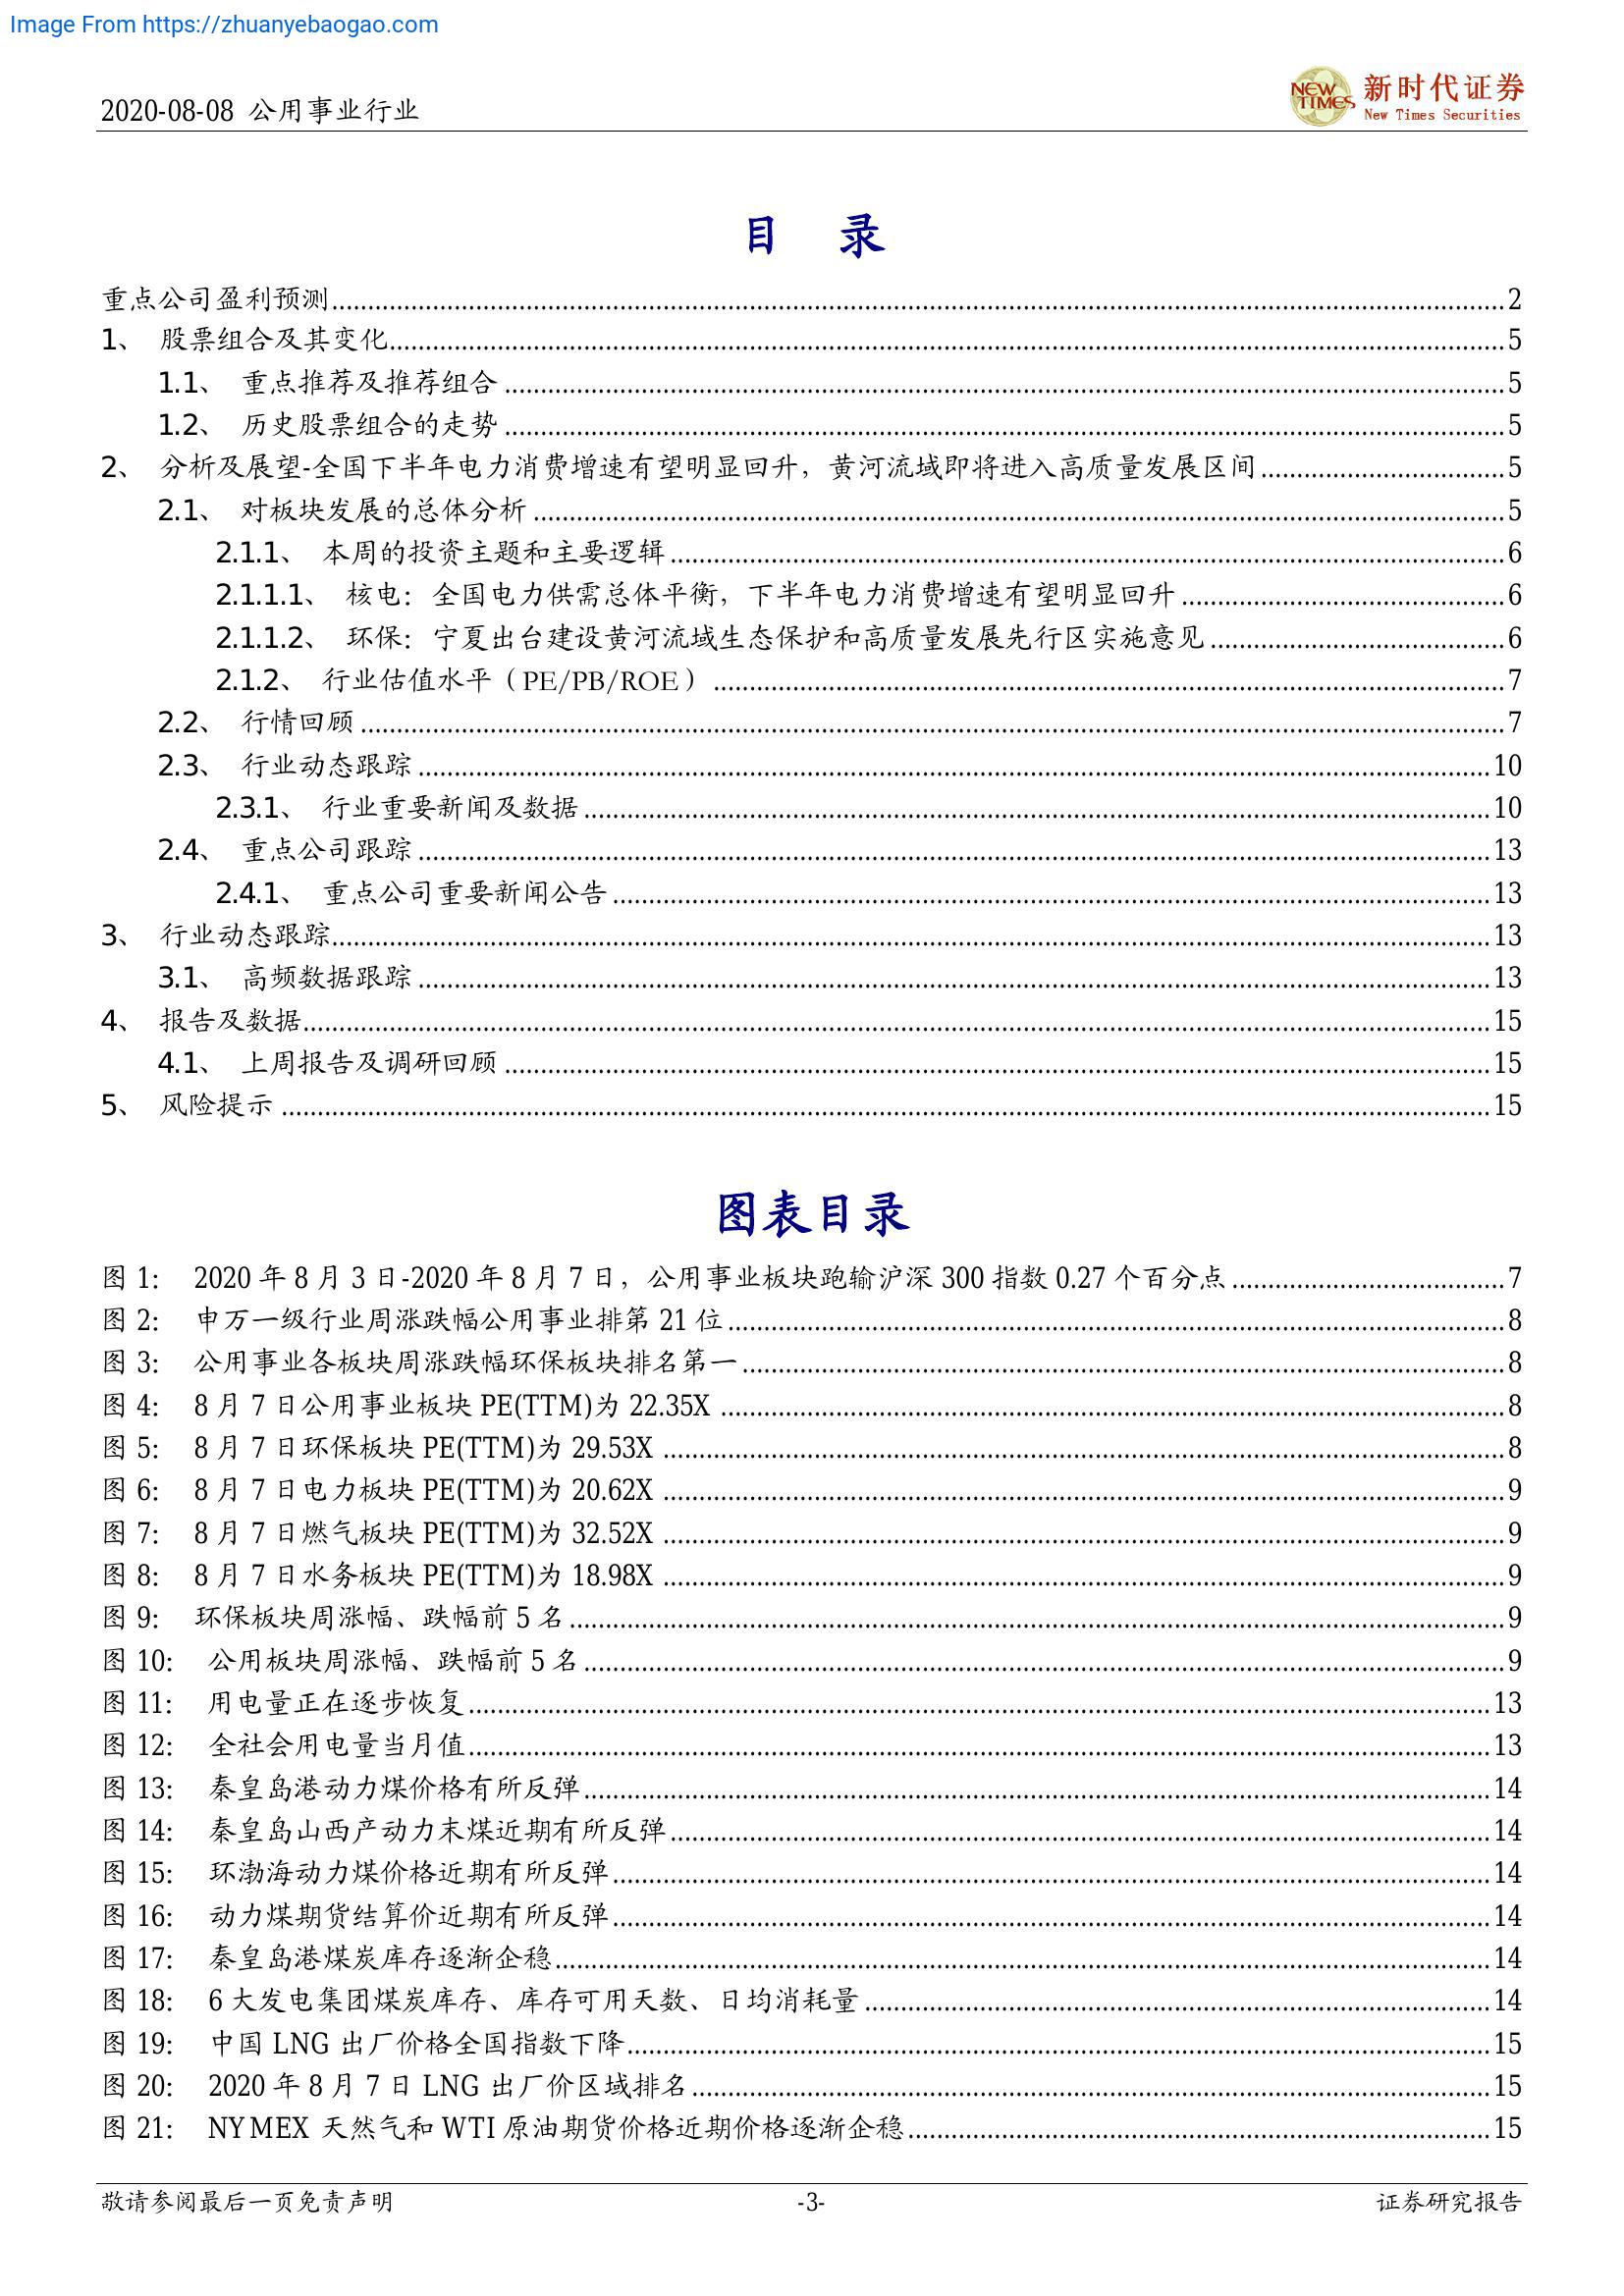 Image From https://zhuanyebaogao.com
2020-08-08 公用事业行业
NEW TIMES 新时代证券
New Times Securities
目 录
重点公司盈利预测 2
1、 股票组合及其变化 5
1.1、 重点推荐及推荐组合 5
1.2、 历史股票组合的走势 5
2、 分析及展望-全国下半年电力消费增速有望明显回升，黄河流域即将进入高质量发展区间 5
2.1、 对板块发展的总体分析 5
2.1.1、 本周的投资主题和主要逻辑 6
2.1.1.1、 核电：全国电力供需总体平衡，下半年电力消费增速有望明显回升 6
2.1.1.2、 环保：宁夏出台建设黄河流域生态保护和高质量发展先行区实施意见 6
2.1.2、 行业估值水平（PE/PB/ROE） 7
2.2、 行情回顾 7
2.3、 行业动态跟踪 10
2.3.1、 行业重要新闻及数据 10
2.4、 重点公司跟踪 13
2.4.1、 重点公司重要新闻公告 13
3、 行业动态跟踪 13
3.1、 高频数据跟踪 13
4、 报告及数据 15
4.1、 上周报告及调研回顾 15
5、 风险提示 15
图表目录
图 1： 2020 年 8 月 3 日-2020 年 8 月 7 日，公用事业板块跑输沪深 300 指数 0.27 个百分点 7
图 2： 申万一级行业周涨跌幅公用事业排第 21 位 8
图 3： 公用事业各板块周涨跌幅环保板块排名第一 8
图 4： 8 月 7 日公用事业板块 PE(TTM)为 22.35X 8
图 5： 8 月 7 日环保板块 PE(TTM)为 29.53X 8
图 6： 8 月 7 日电力板块 PE(TTM)为 20.62X 9
图 7： 8 月 7 日燃气板块 PE(TTM)为 32.52X 9
图 8： 8 月 7 日水务板块 PE(TTM)为 18.98X 9
图 9： 环保板块周涨幅、跌幅前 5 名 9
图 10： 公用板块周涨幅、跌幅前 5 名 9
图 11： 用电量正在逐步恢复 13
图 12： 全社会用电量当月值 13
图 13： 秦皇岛港动力煤价格有所反弹 14
图 14： 秦皇岛山西产动力末煤近期有所反弹 14
图 15： 环渤海动力煤价格近期有所反弹 14
图 16： 动力煤期货结算价近期有所反弹 14
图 17： 秦皇岛港煤炭库存逐渐企稳 14
图 18： 6 大发电集团煤炭库存、库存可用天数、日均消耗量 14
图 19： 中国 LNG 出厂价格全国指数下降 15
图 20： 2020 年 8 月 7 日 LNG 出厂价区域排名 15
图 21： NYMEX 天然气和 WTI 原油期货价格近期价格逐渐企稳 15
敬请参阅最后一页免责声明 -3- 证券研究报告